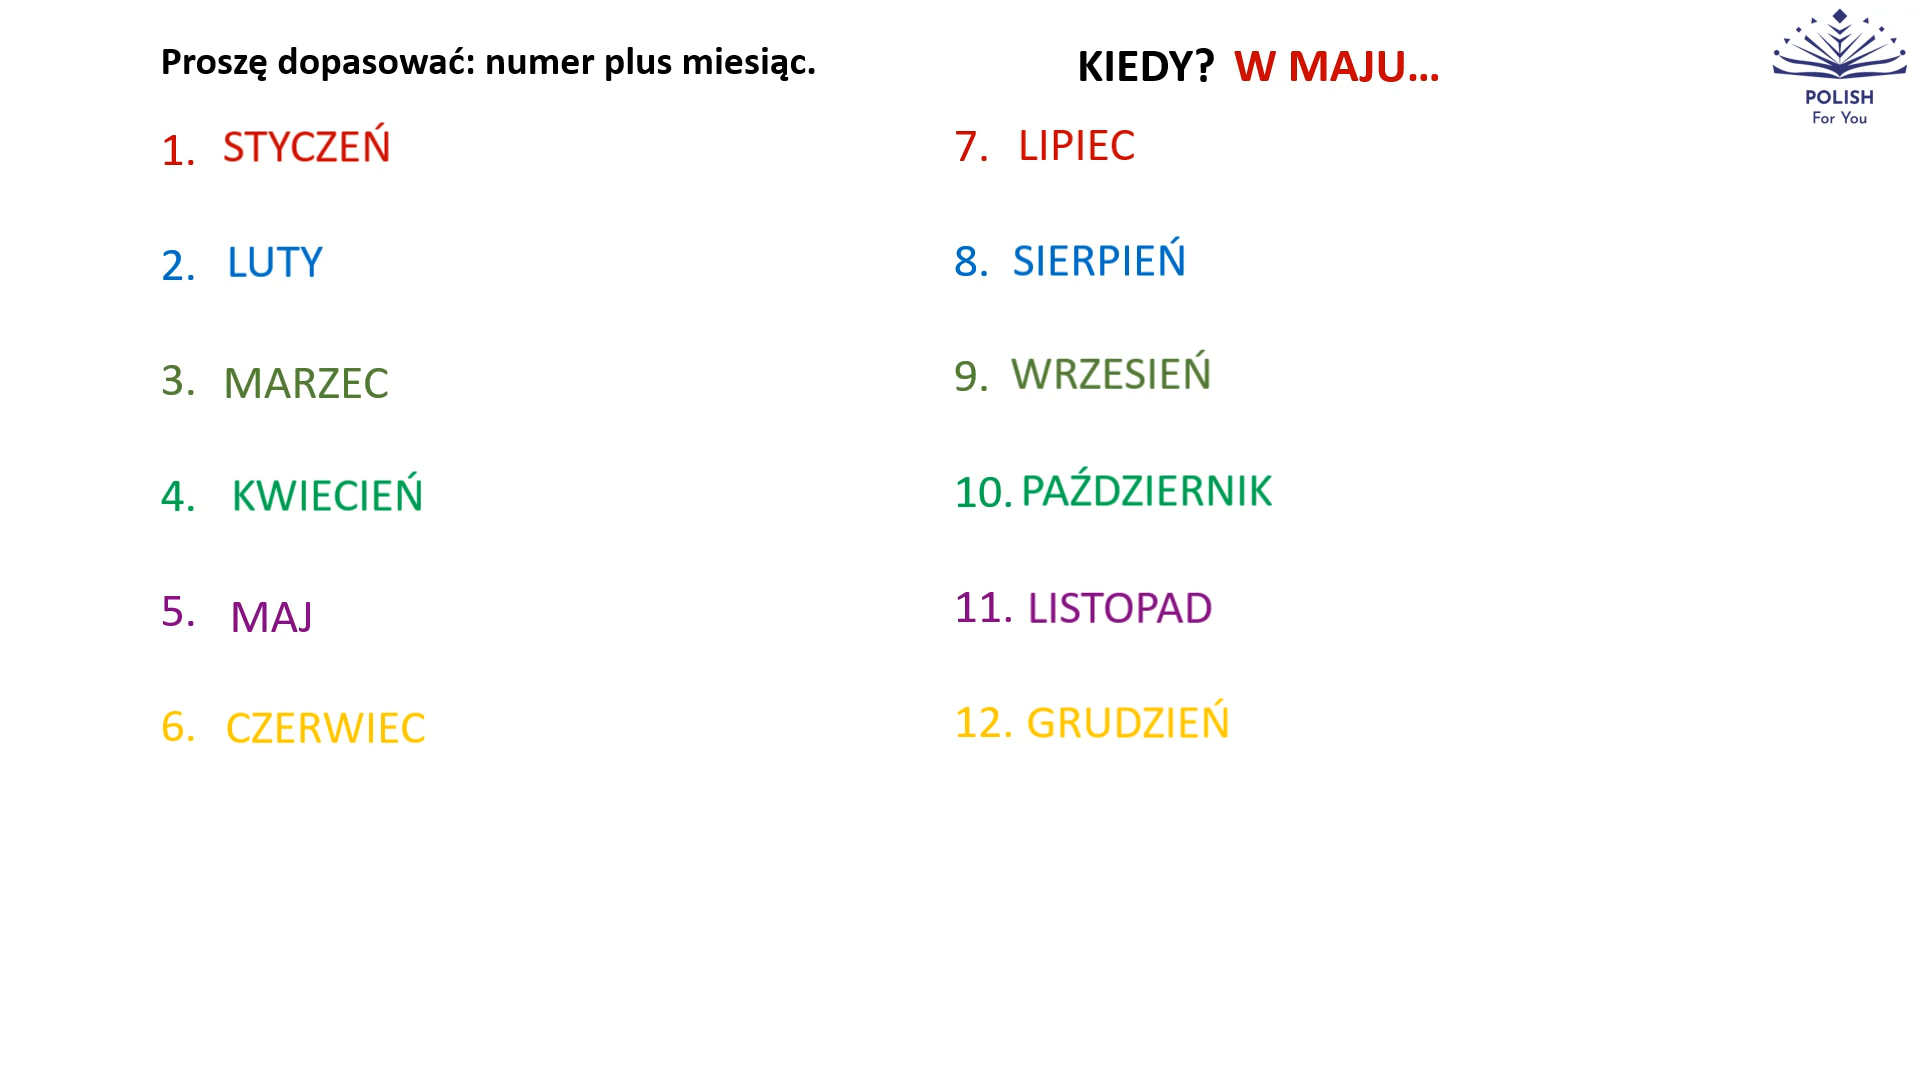 Proszę dopasować: numer plus miesiąc.
1. STYCZEŃ
2. LUTY
3. MARZEC
4. KWIECIEŃ
5. MAJ
6. CZERWIEC
KIEDY? W MAJU...
7. LIPIEC
8. SIERPIEŃ
9. WRZESIEŃ
10. PAŹDZIERNIK
11. LISTOPAD
12. GRUDZIEŃ
POLISH
For You